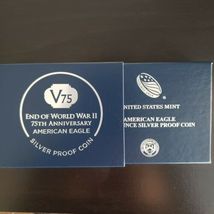 V75
END OF WORLD WAR II
75TH ANNIVERSARY
AMERICAN EAGLE
SILVER PROOF COIN
UNITED STATES MINT
AMERICAN EAGLE
NCE SILVER PROOF COIN